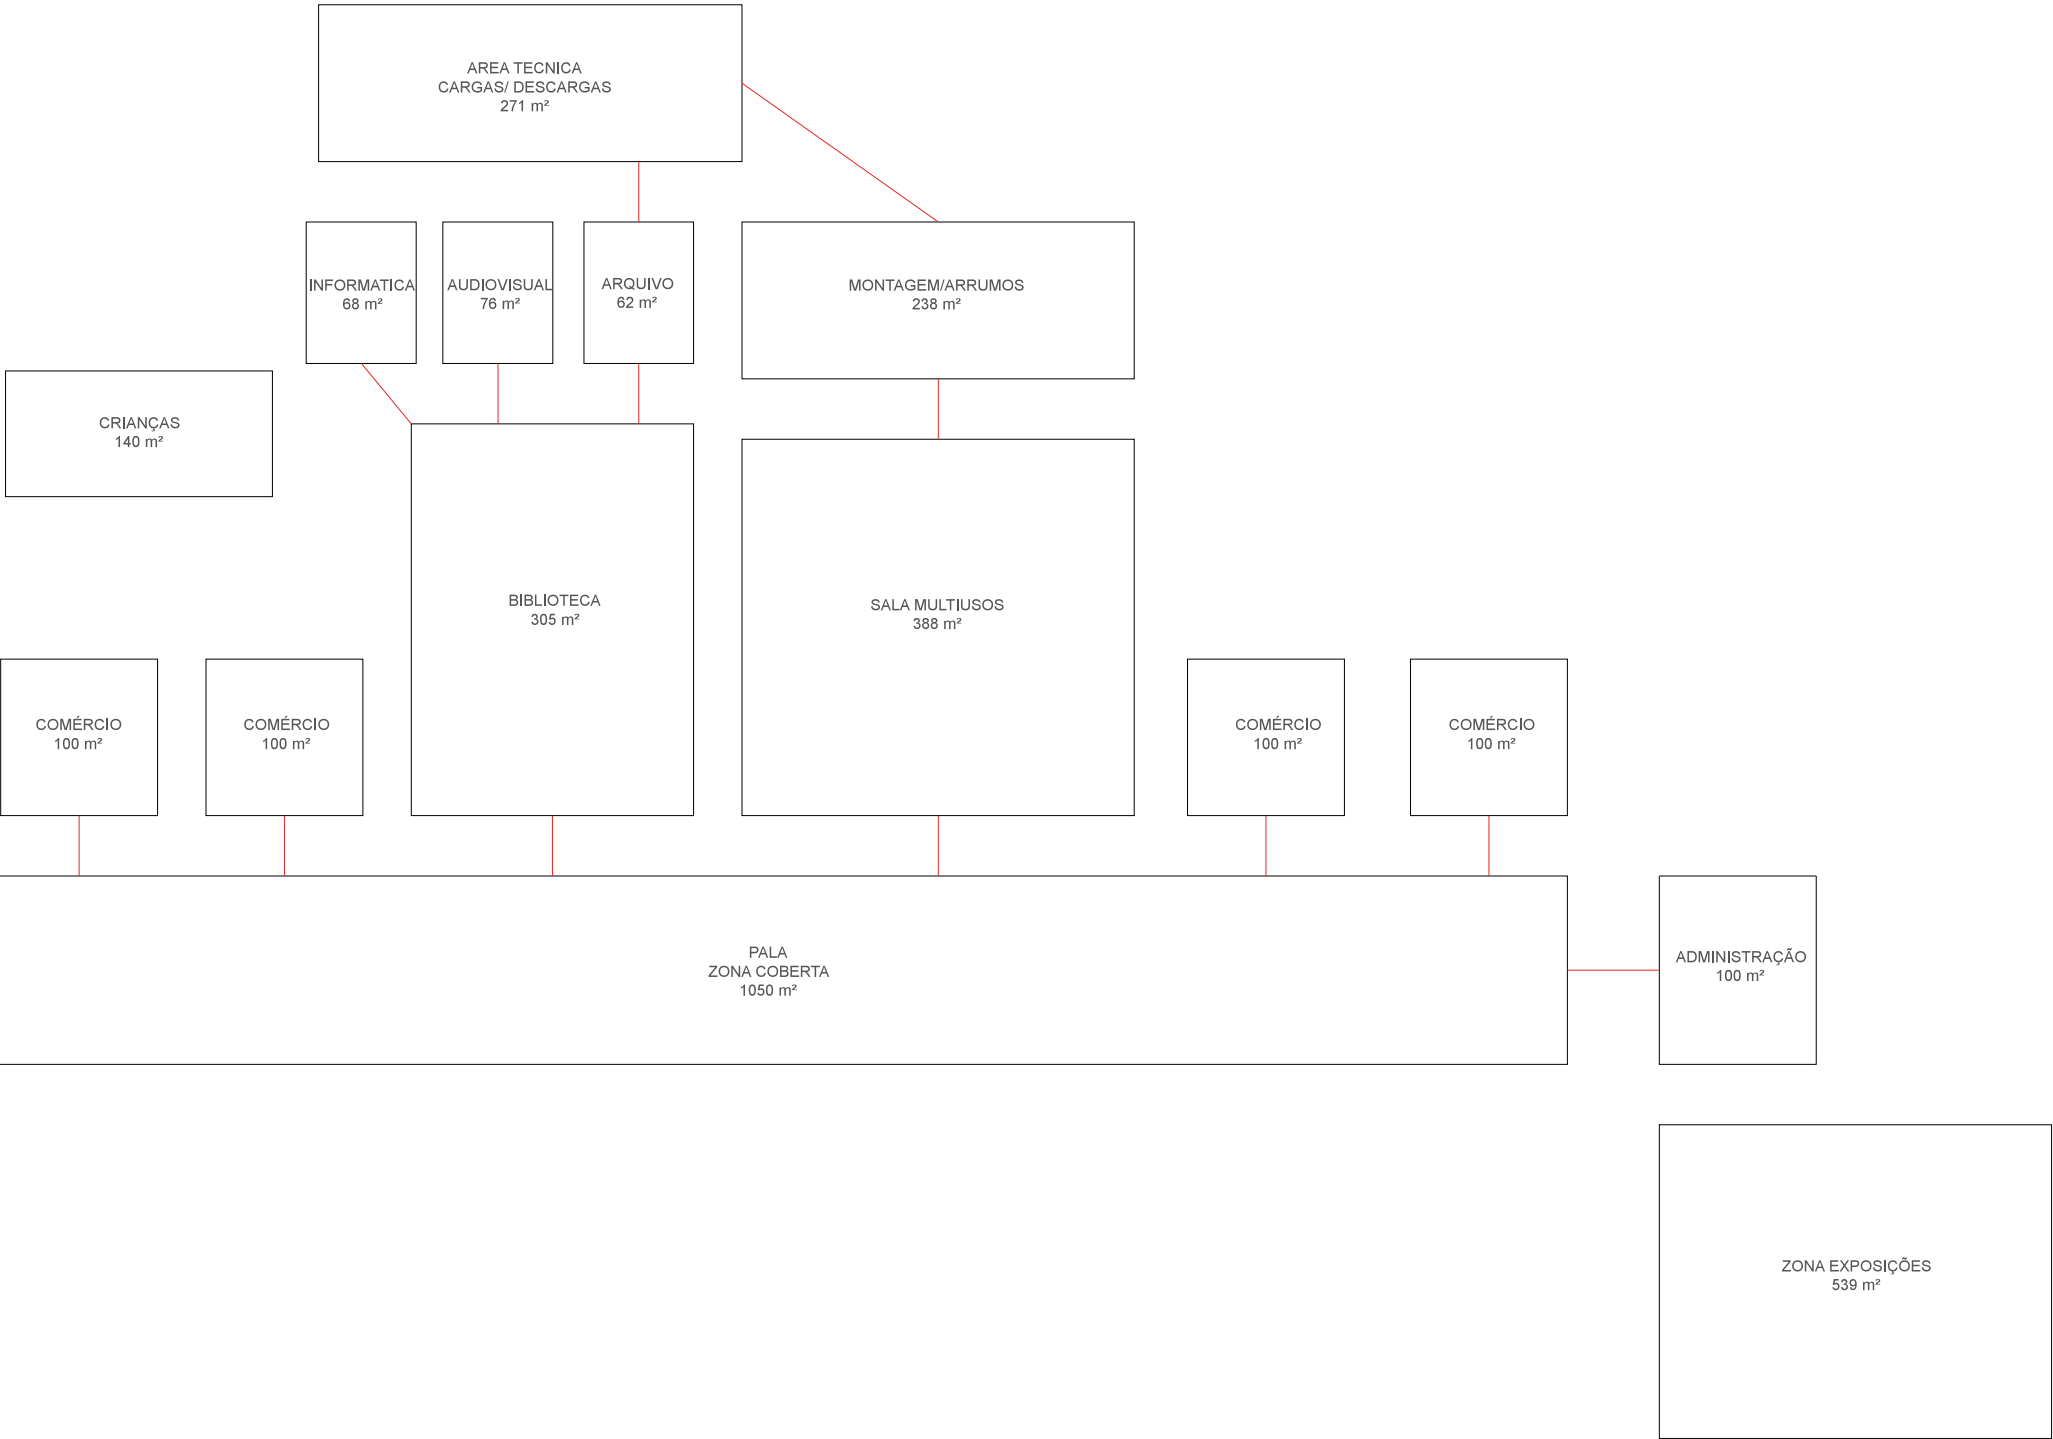 AREA TECNICA
CARGAS/ DESCARGAS
271 m²
INFORMATICA
68 m²
AUDIOVISUAL
76 m²
ARQUIVO
62 m²
MONTAGEM/ARRUMOS
238 m²
CRIANÇAS
140 m²
BIBLIOTECA
305 m²
SALA MULTIUSOS
388 m²
COMÉRCIO
100 m²
COMÉRCIO
100 m²
COMÉRCIO
100 m²
COMÉRCIO
100 m²
PALA
ZONA COBERTA
1050 m²
ADMINISTRAÇÃO
100 m²
ZONA EXPOSIÇÕES
539 m²